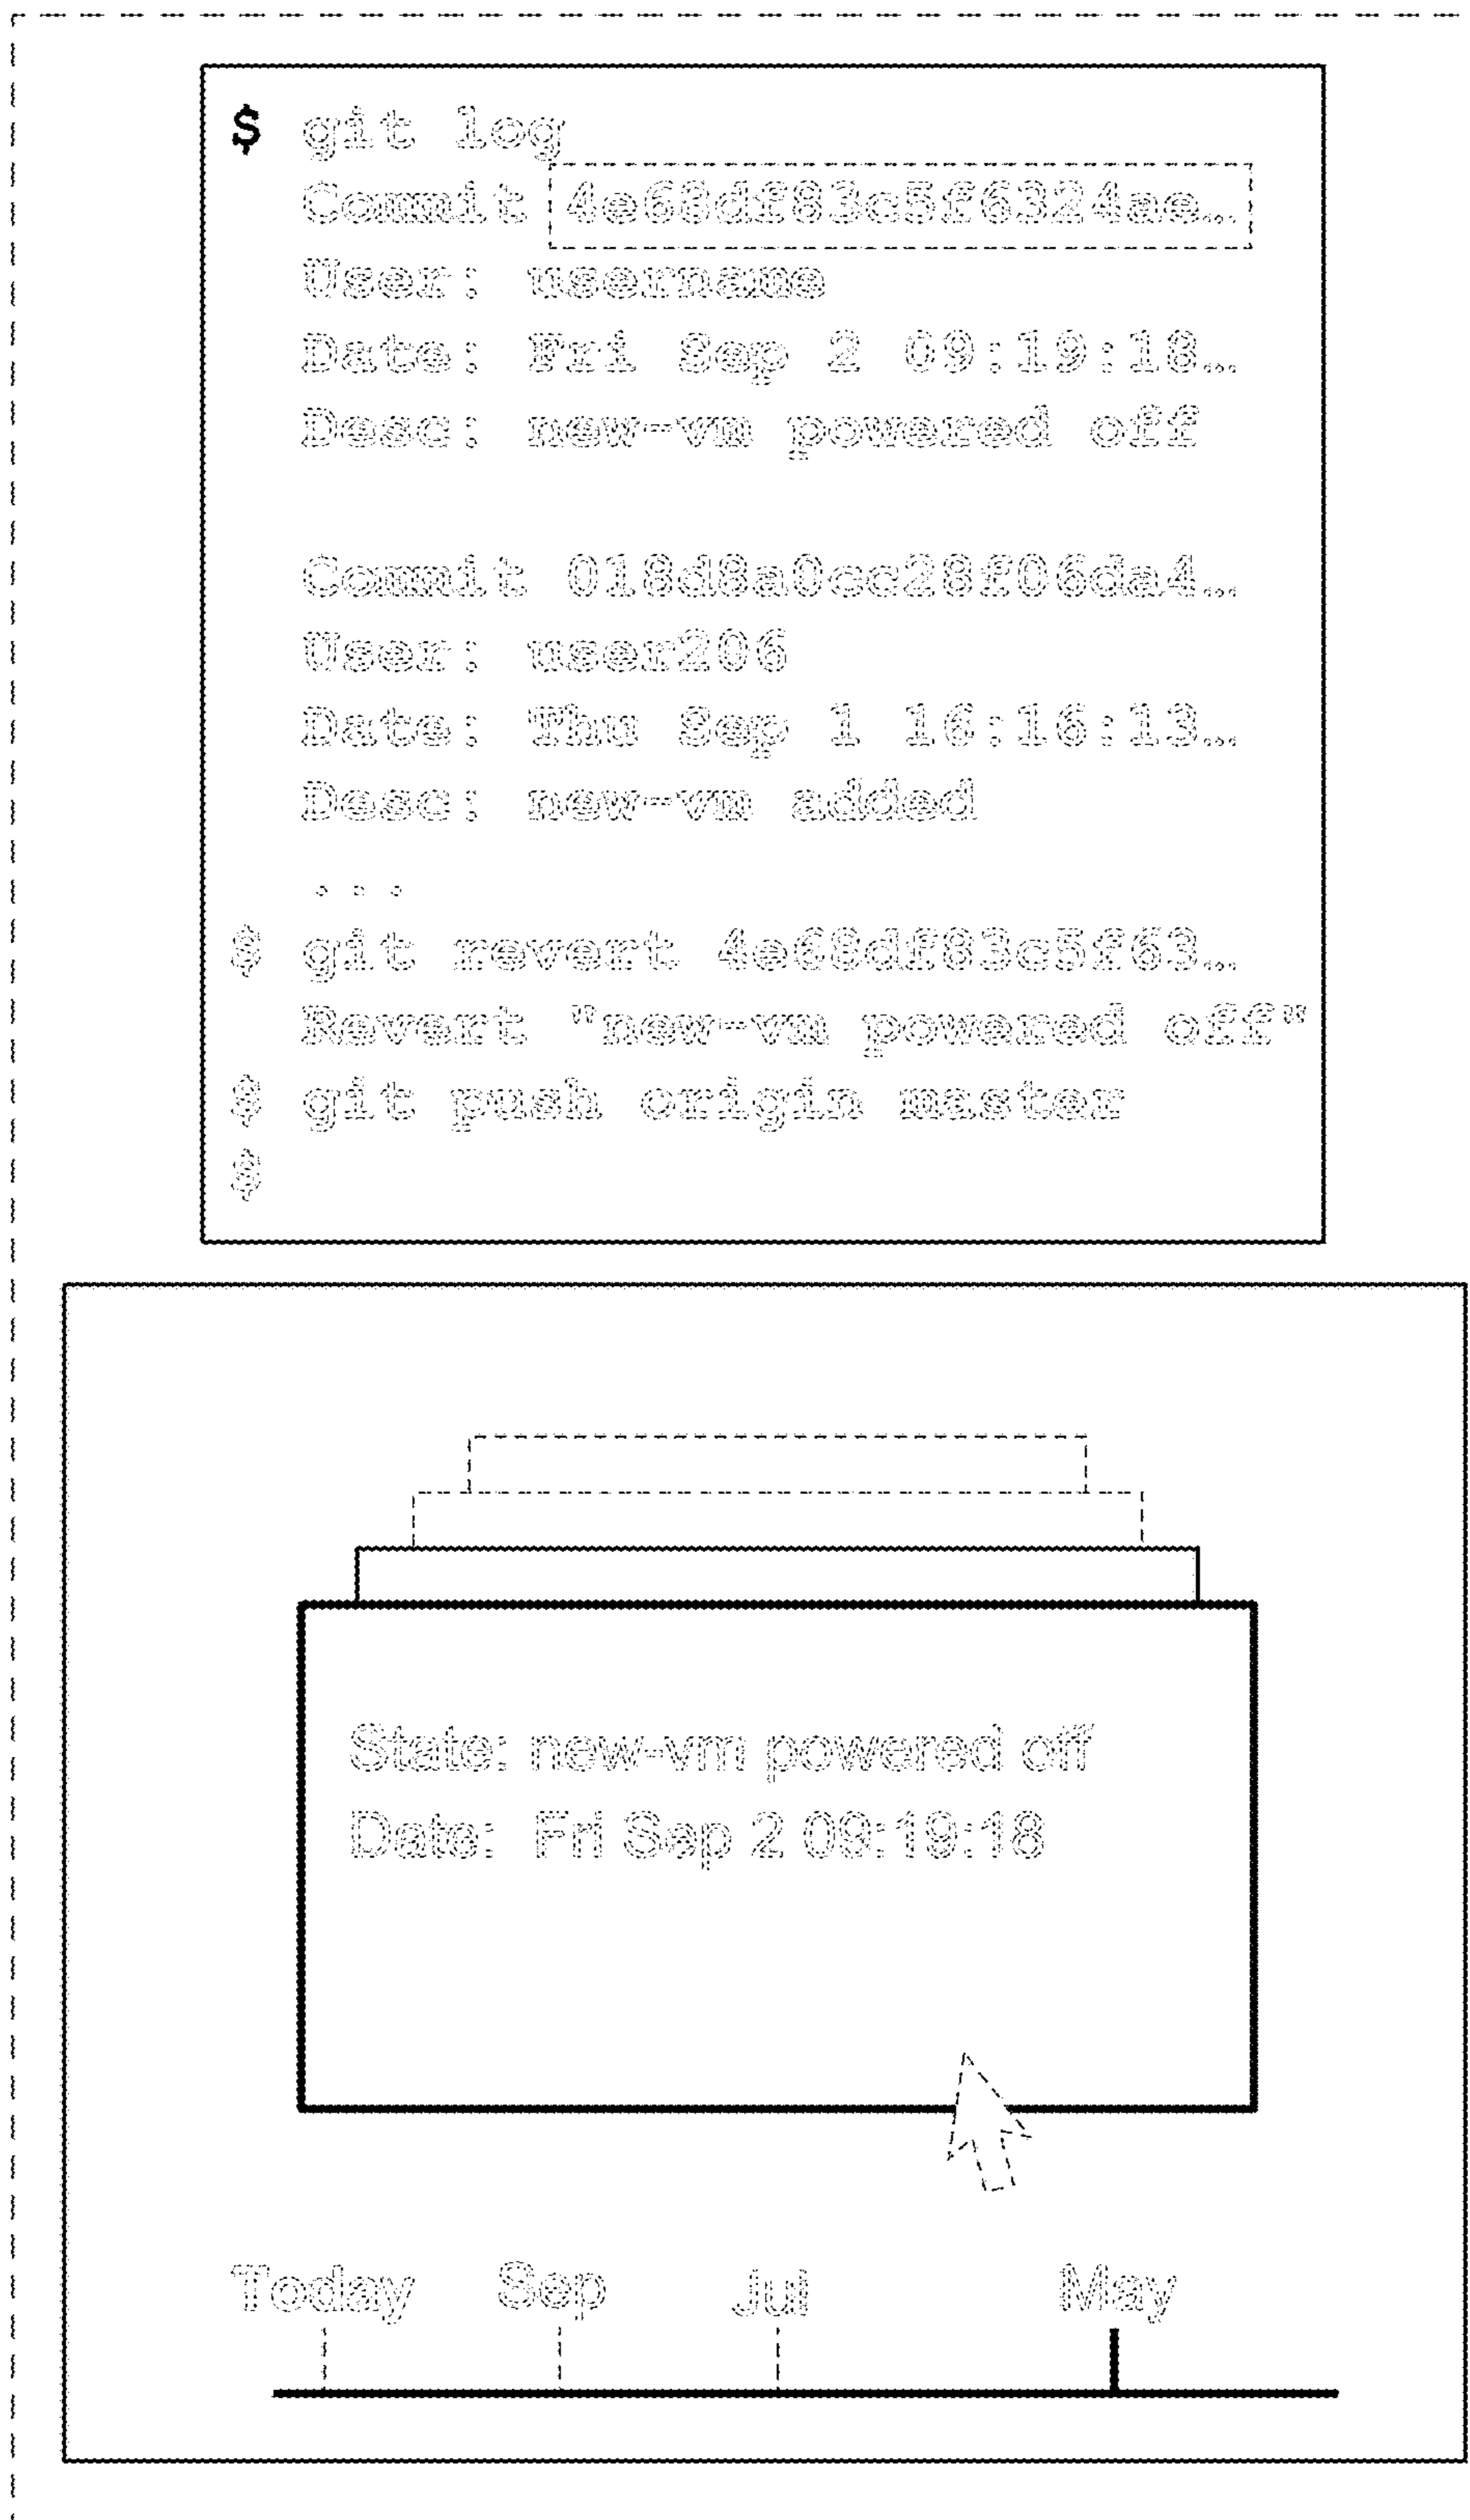 $ git log
Commit 4e68df83c5f6324ae…
User: username
Date: Fri Sep 2 09:19:18…
Desc: new-vm powered off
Commit 018d8a0cc28f06da4…
User: user206
Date: Thu Sep 1 16:16:13…
Desc: new-vm added
...
$ git revert 4e68df83c5f63…
Revert "new-vm powered off"
$ git push origin master
$
State: new-vm powered off
Date: Fri Sep 2 09:19:18
Today Sep Jul May